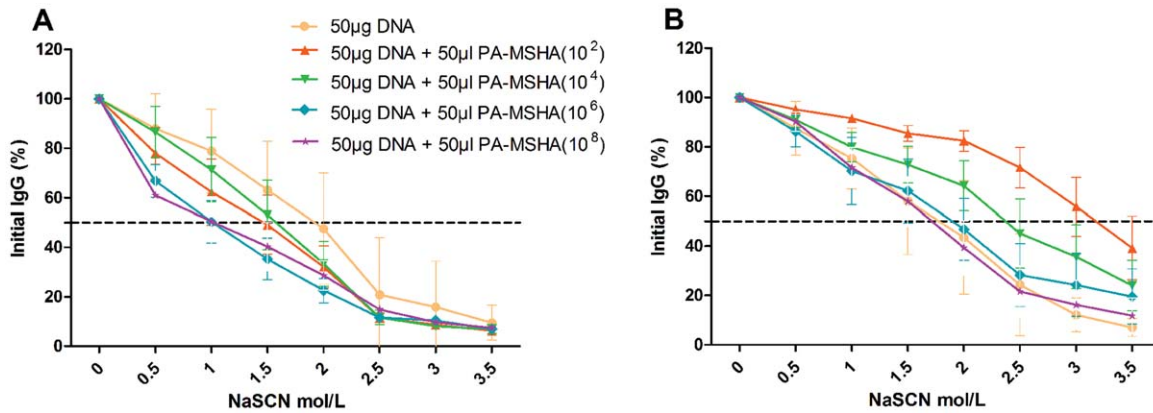 A
50µg DNA
50µg DNA + 50µl PA-MSHA(10²)
50µg DNA + 50µl PA-MSHA(10⁴)
50µg DNA + 50µl PA-MSHA(10⁶)
50µg DNA + 50µl PA-MSHA(10⁸)
Initial IgG (%)
120
100
80
60
40
20
0
0 0.5 1 1.5 2 2.5 3 3.5
NaSCN mol/L
B
Initial IgG (%)
120
100
80
60
40
20
0
0 0.5 1 1.5 2 2.5 3 3.5
NaSCN mol/L